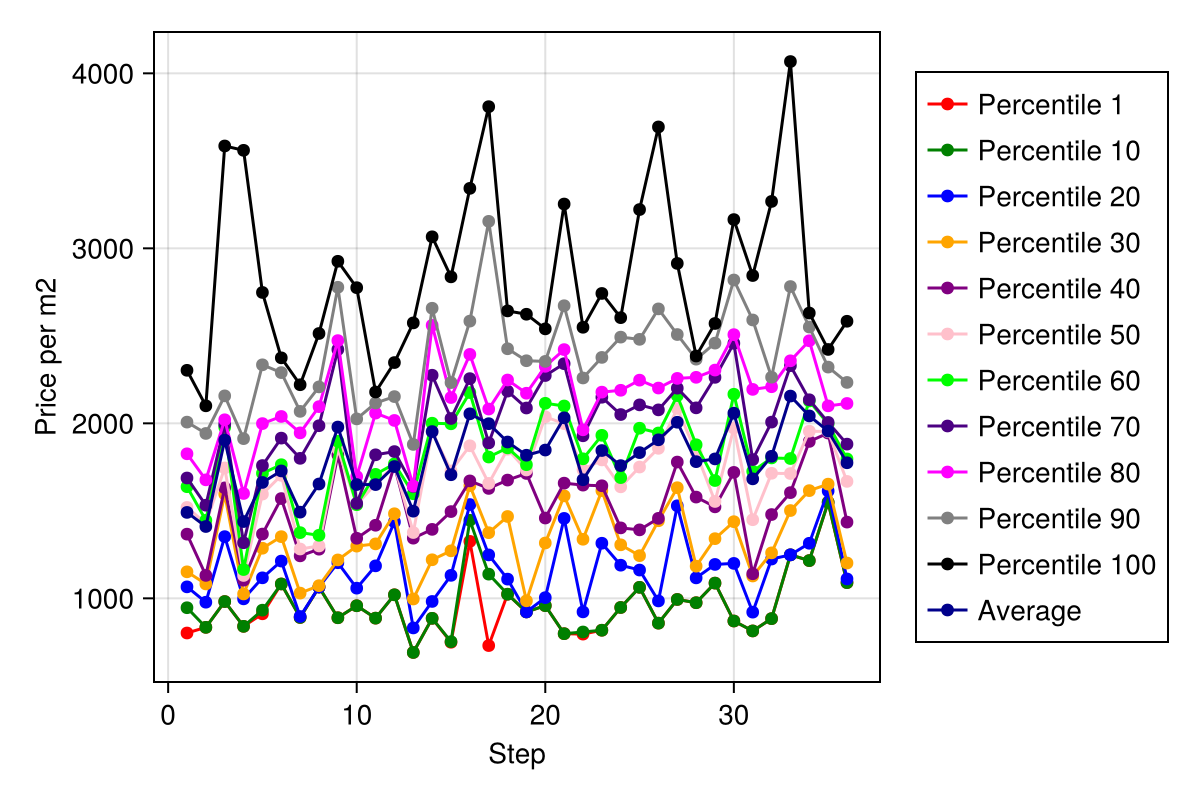 4000
3000
2000
1000
Price per m2
0
10
20
30
Step
Percentile 1
Percentile 10
Percentile 20
Percentile 30
Percentile 40
Percentile 50
Percentile 60
Percentile 70
Percentile 80
Percentile 90
Percentile 100
Average